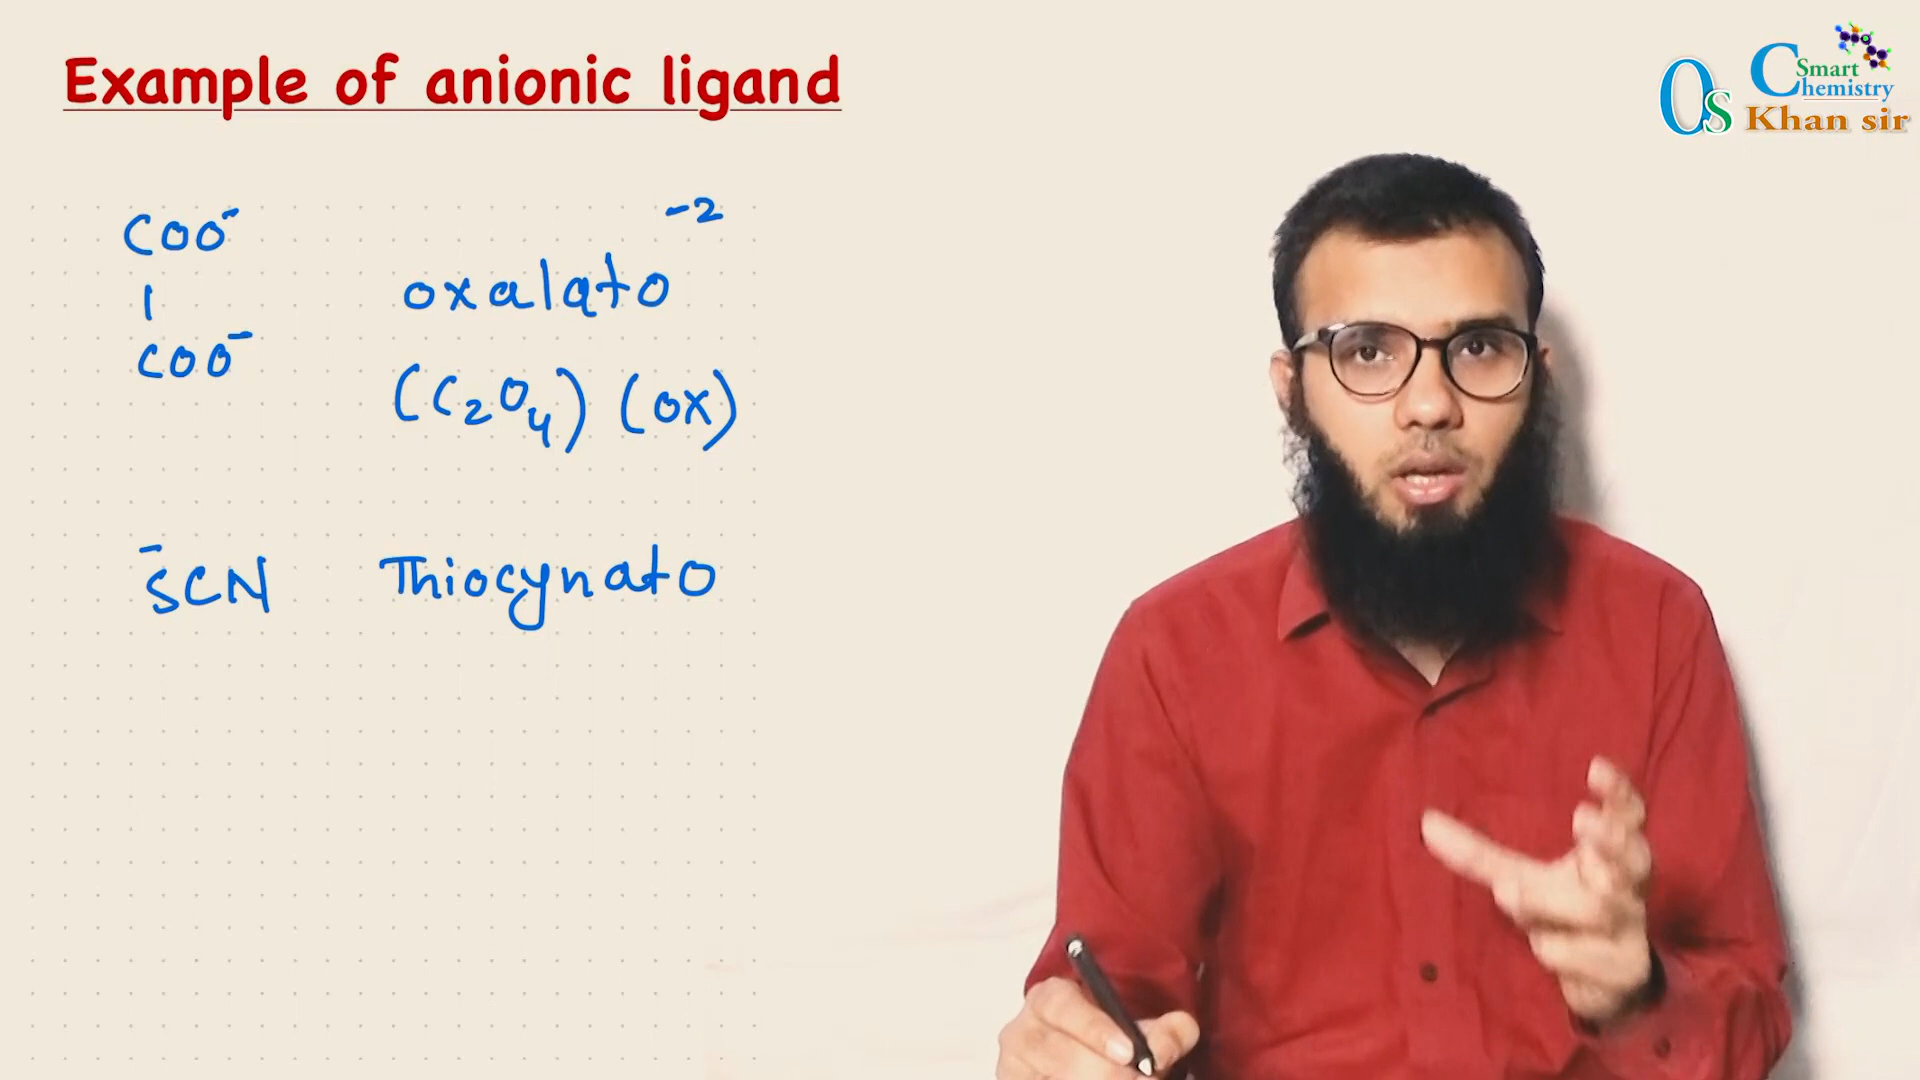 Example of anionic ligand
Smart
Chemistry
Os Khan sir
COO⁻
|
COO⁻
oxalato⁻²
(C₂O₄) (ox)
⁻SCN Thiocynato